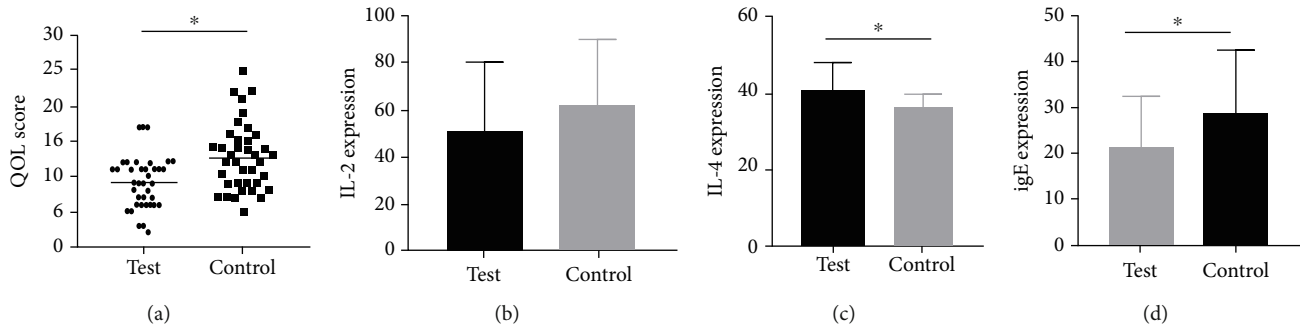 QOL score
30
25
20
16
10
6
0
*
Test Control
(a)
IL-2 expression
100
80
60
40
20
0
Test Control
(b)
IL-4 expression
60
40
20
0
*
Test Control
(c)
igE expression
50
40
30
20
10
0
*
Test Control
(d)